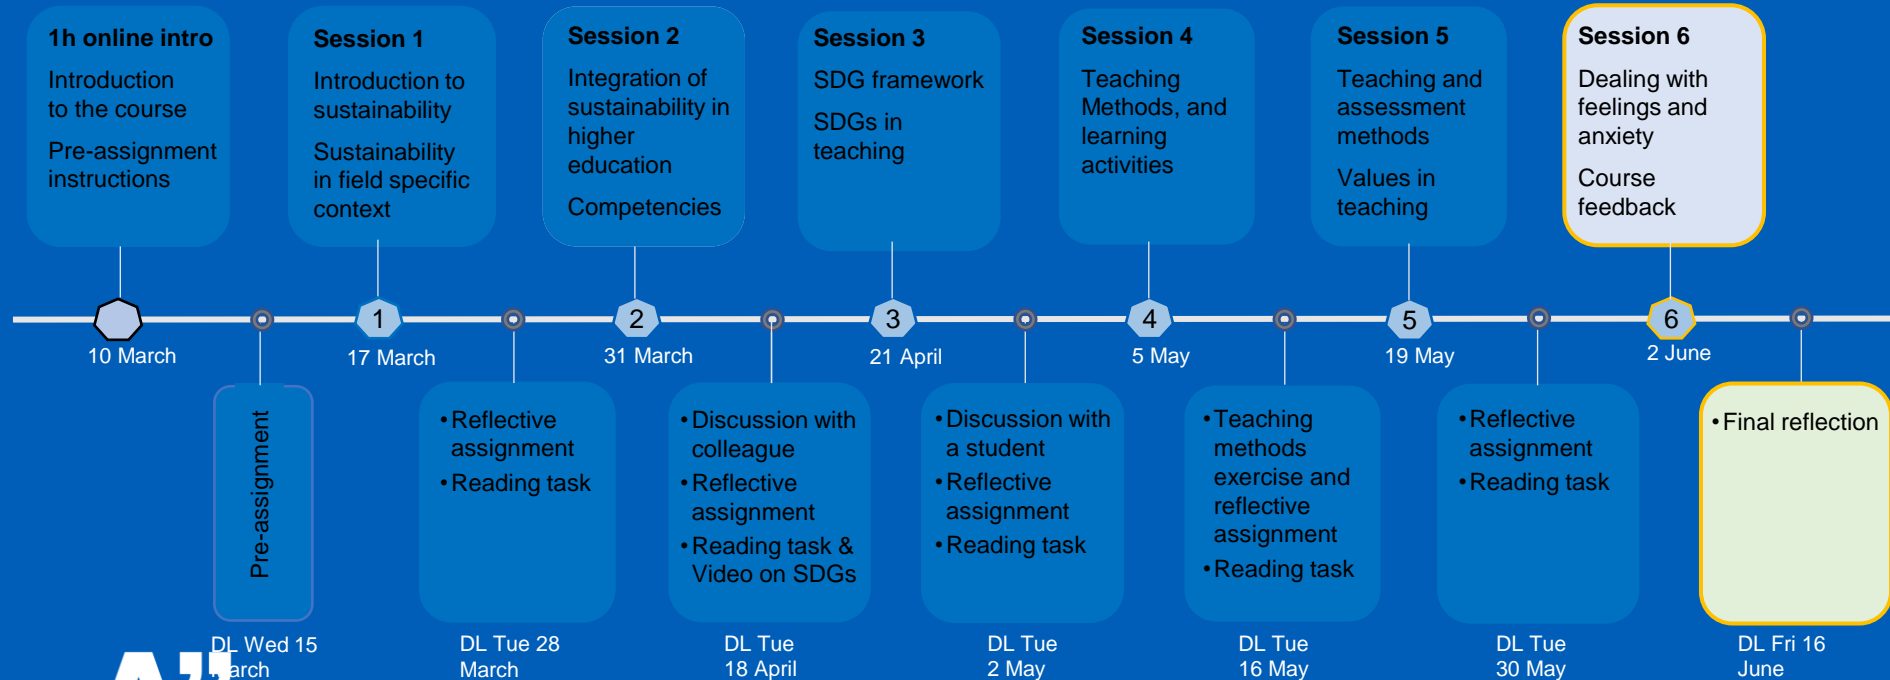 1h online intro
Introduction
to the course
Pre-assignment
instructions
Session 1
Introduction to
sustainability
Sustainability
in field specific
context
Session 2
Integration of
sustainability in
higher
education
Competencies
Session 3
SDG framework
SDGs in
teaching
Session 4
Teaching
Methods, and
learning
activities
Session 5
Teaching and
assessment
methods
Values in
teaching
Session 6
Dealing with
feelings and
anxiety
Course
feedback
1
2
3
4
5
6
10 March
17 March
31 March
21 April
5 May
19 May
2 June
Pre-assignment
• Reflective
assignment
• Reading task
• Discussion with
colleague
• Reflective
assignment
• Reading task &
Video on SDGs
• Discussion with
a student
• Reflective
assignment
• Reading task
• Teaching
methods
exercise and
reflective
assignment
• Reading task
• Reflective
assignment
• Reading task
• Final reflection
DL Wed 15
March
DL Tue 28
March
DL Tue
18 April
DL Tue
2 May
DL Tue
16 May
DL Tue
30 May
DL Fri 16
June
A”